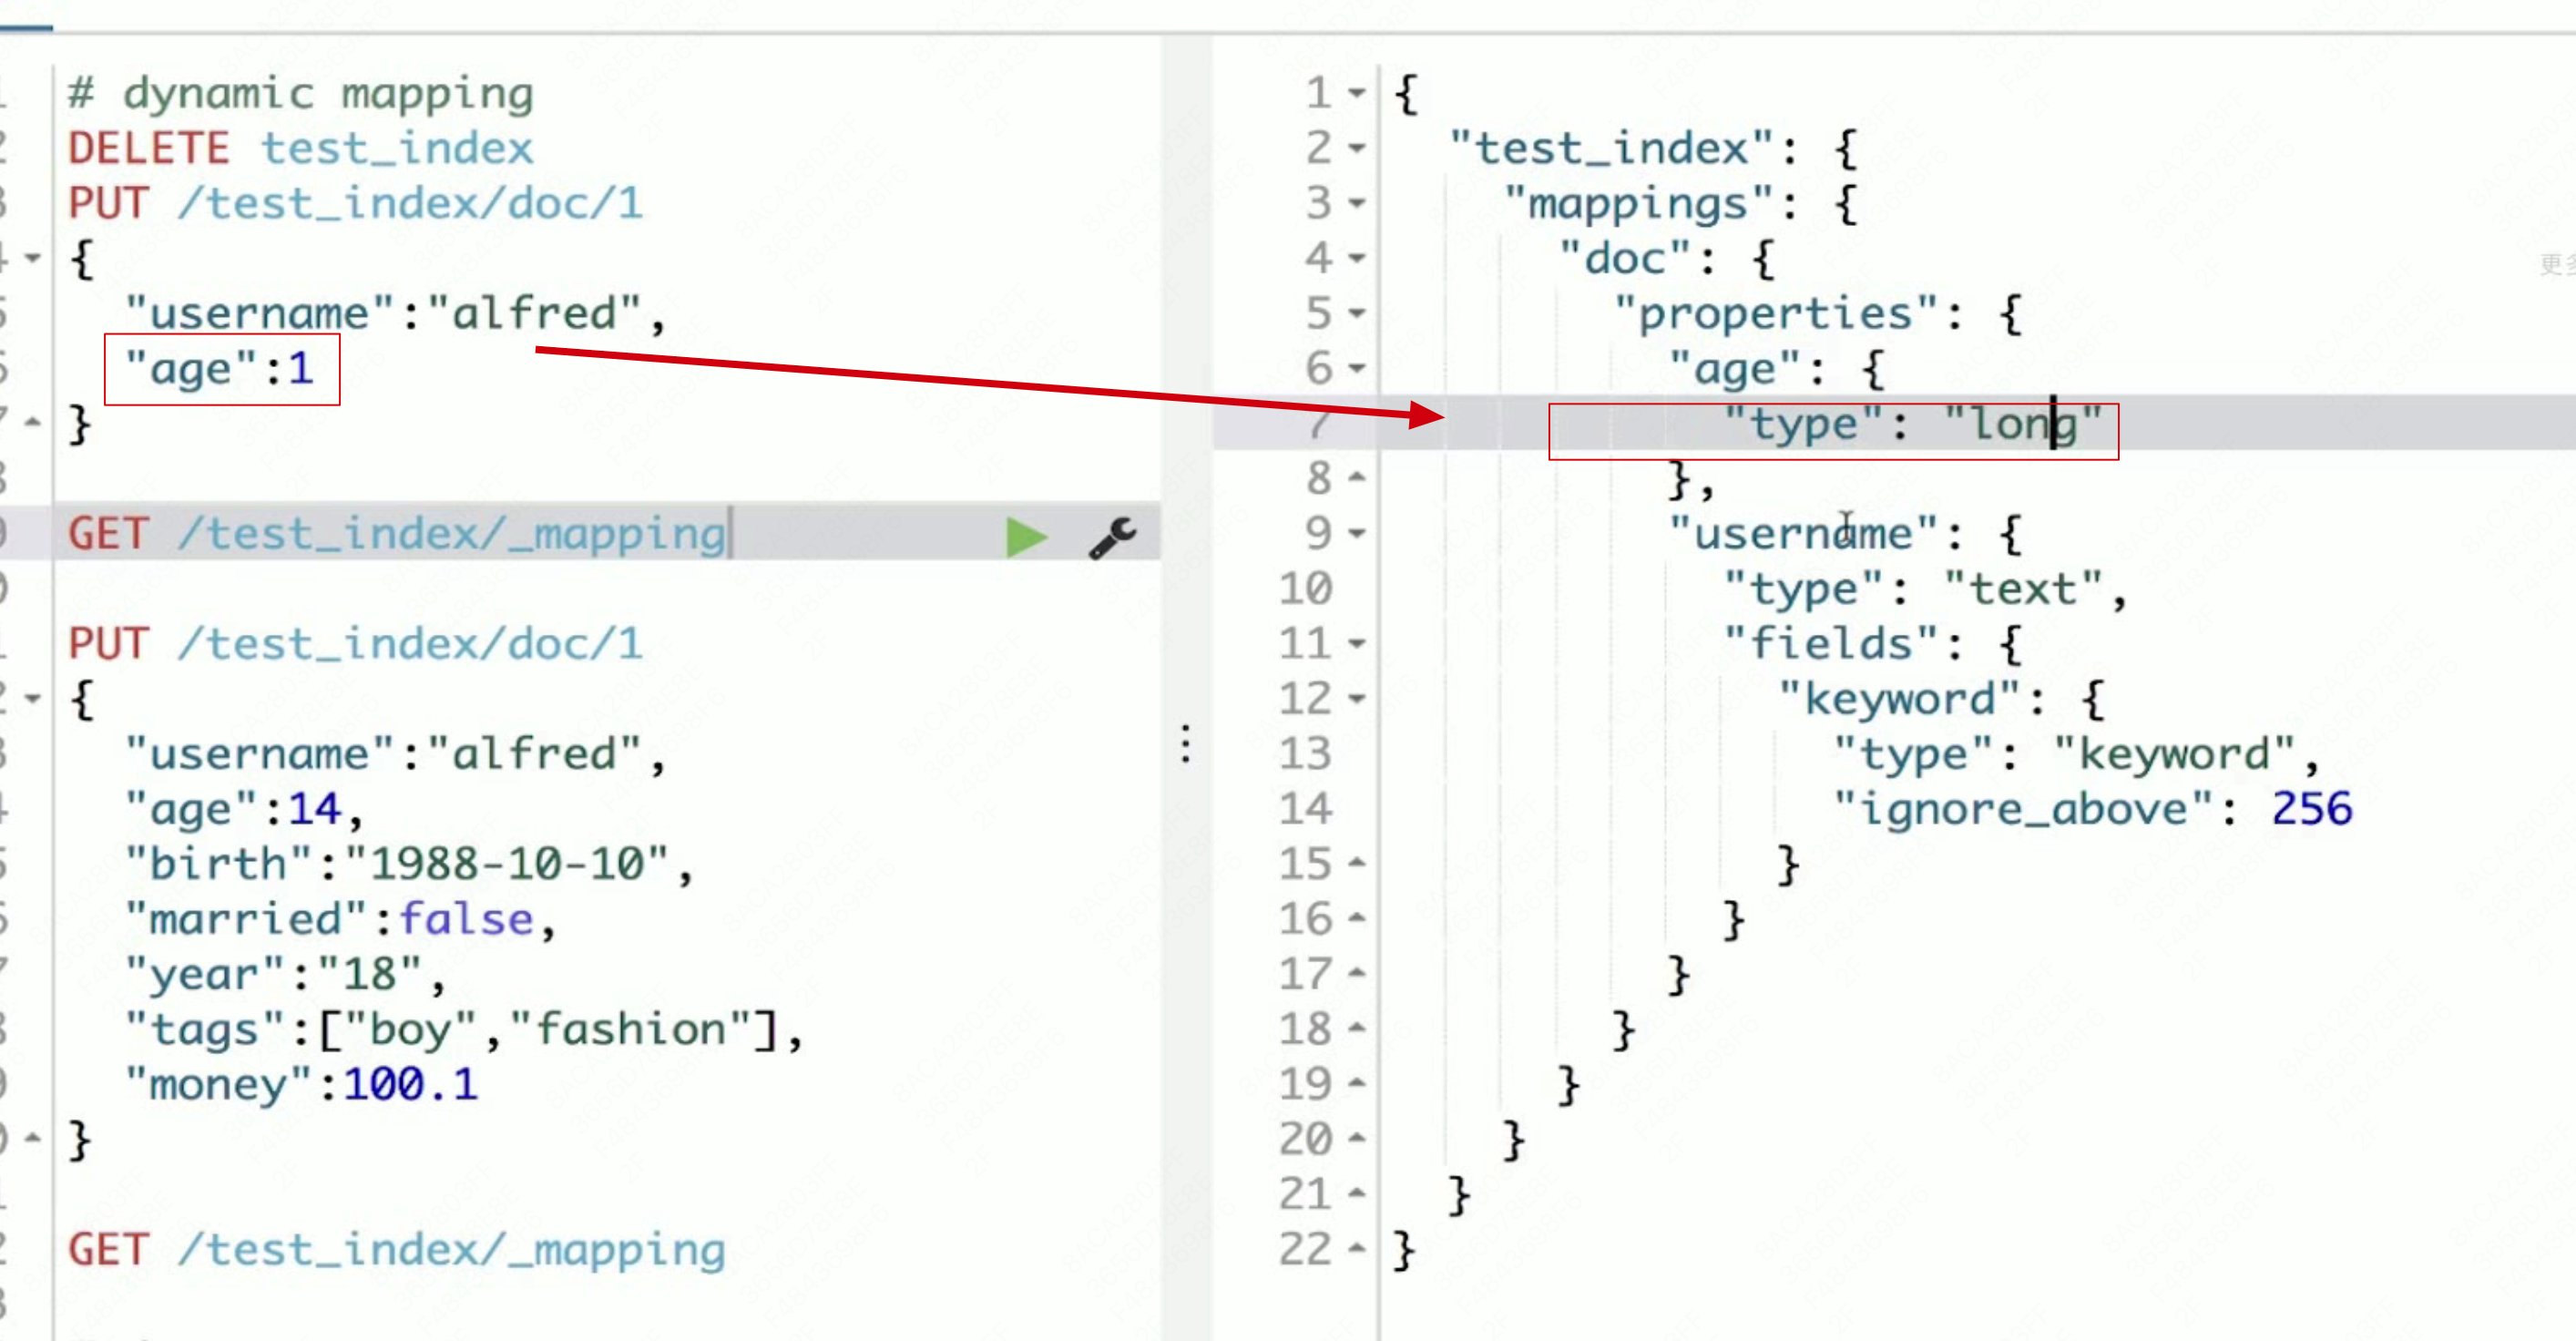 # dynamic mapping
DELETE test_index
PUT /test_index/doc/1
{
"username":"alfred",
"age":1
}
GET /test_index/_mapping
PUT /test_index/doc/1
{
"username":"alfred",
"age":14,
"birth":"1988-10-10",
"married":false,
"year":"18",
"tags":["boy","fashion"],
"money":100.1
}
GET /test_index/_mapping
1 {
2 "test_index": {
3 "mappings": {
4 "doc": {
5 "properties": {
6 "age": {
7 "type": "long"
8 },
9 "username": {
10 "type": "text",
11 "fields": {
12 "keyword": {
13 "type": "keyword",
14 "ignore_above": 256
15 }
16 }
17 }
18 }
19 }
20 }
21 }
22 }